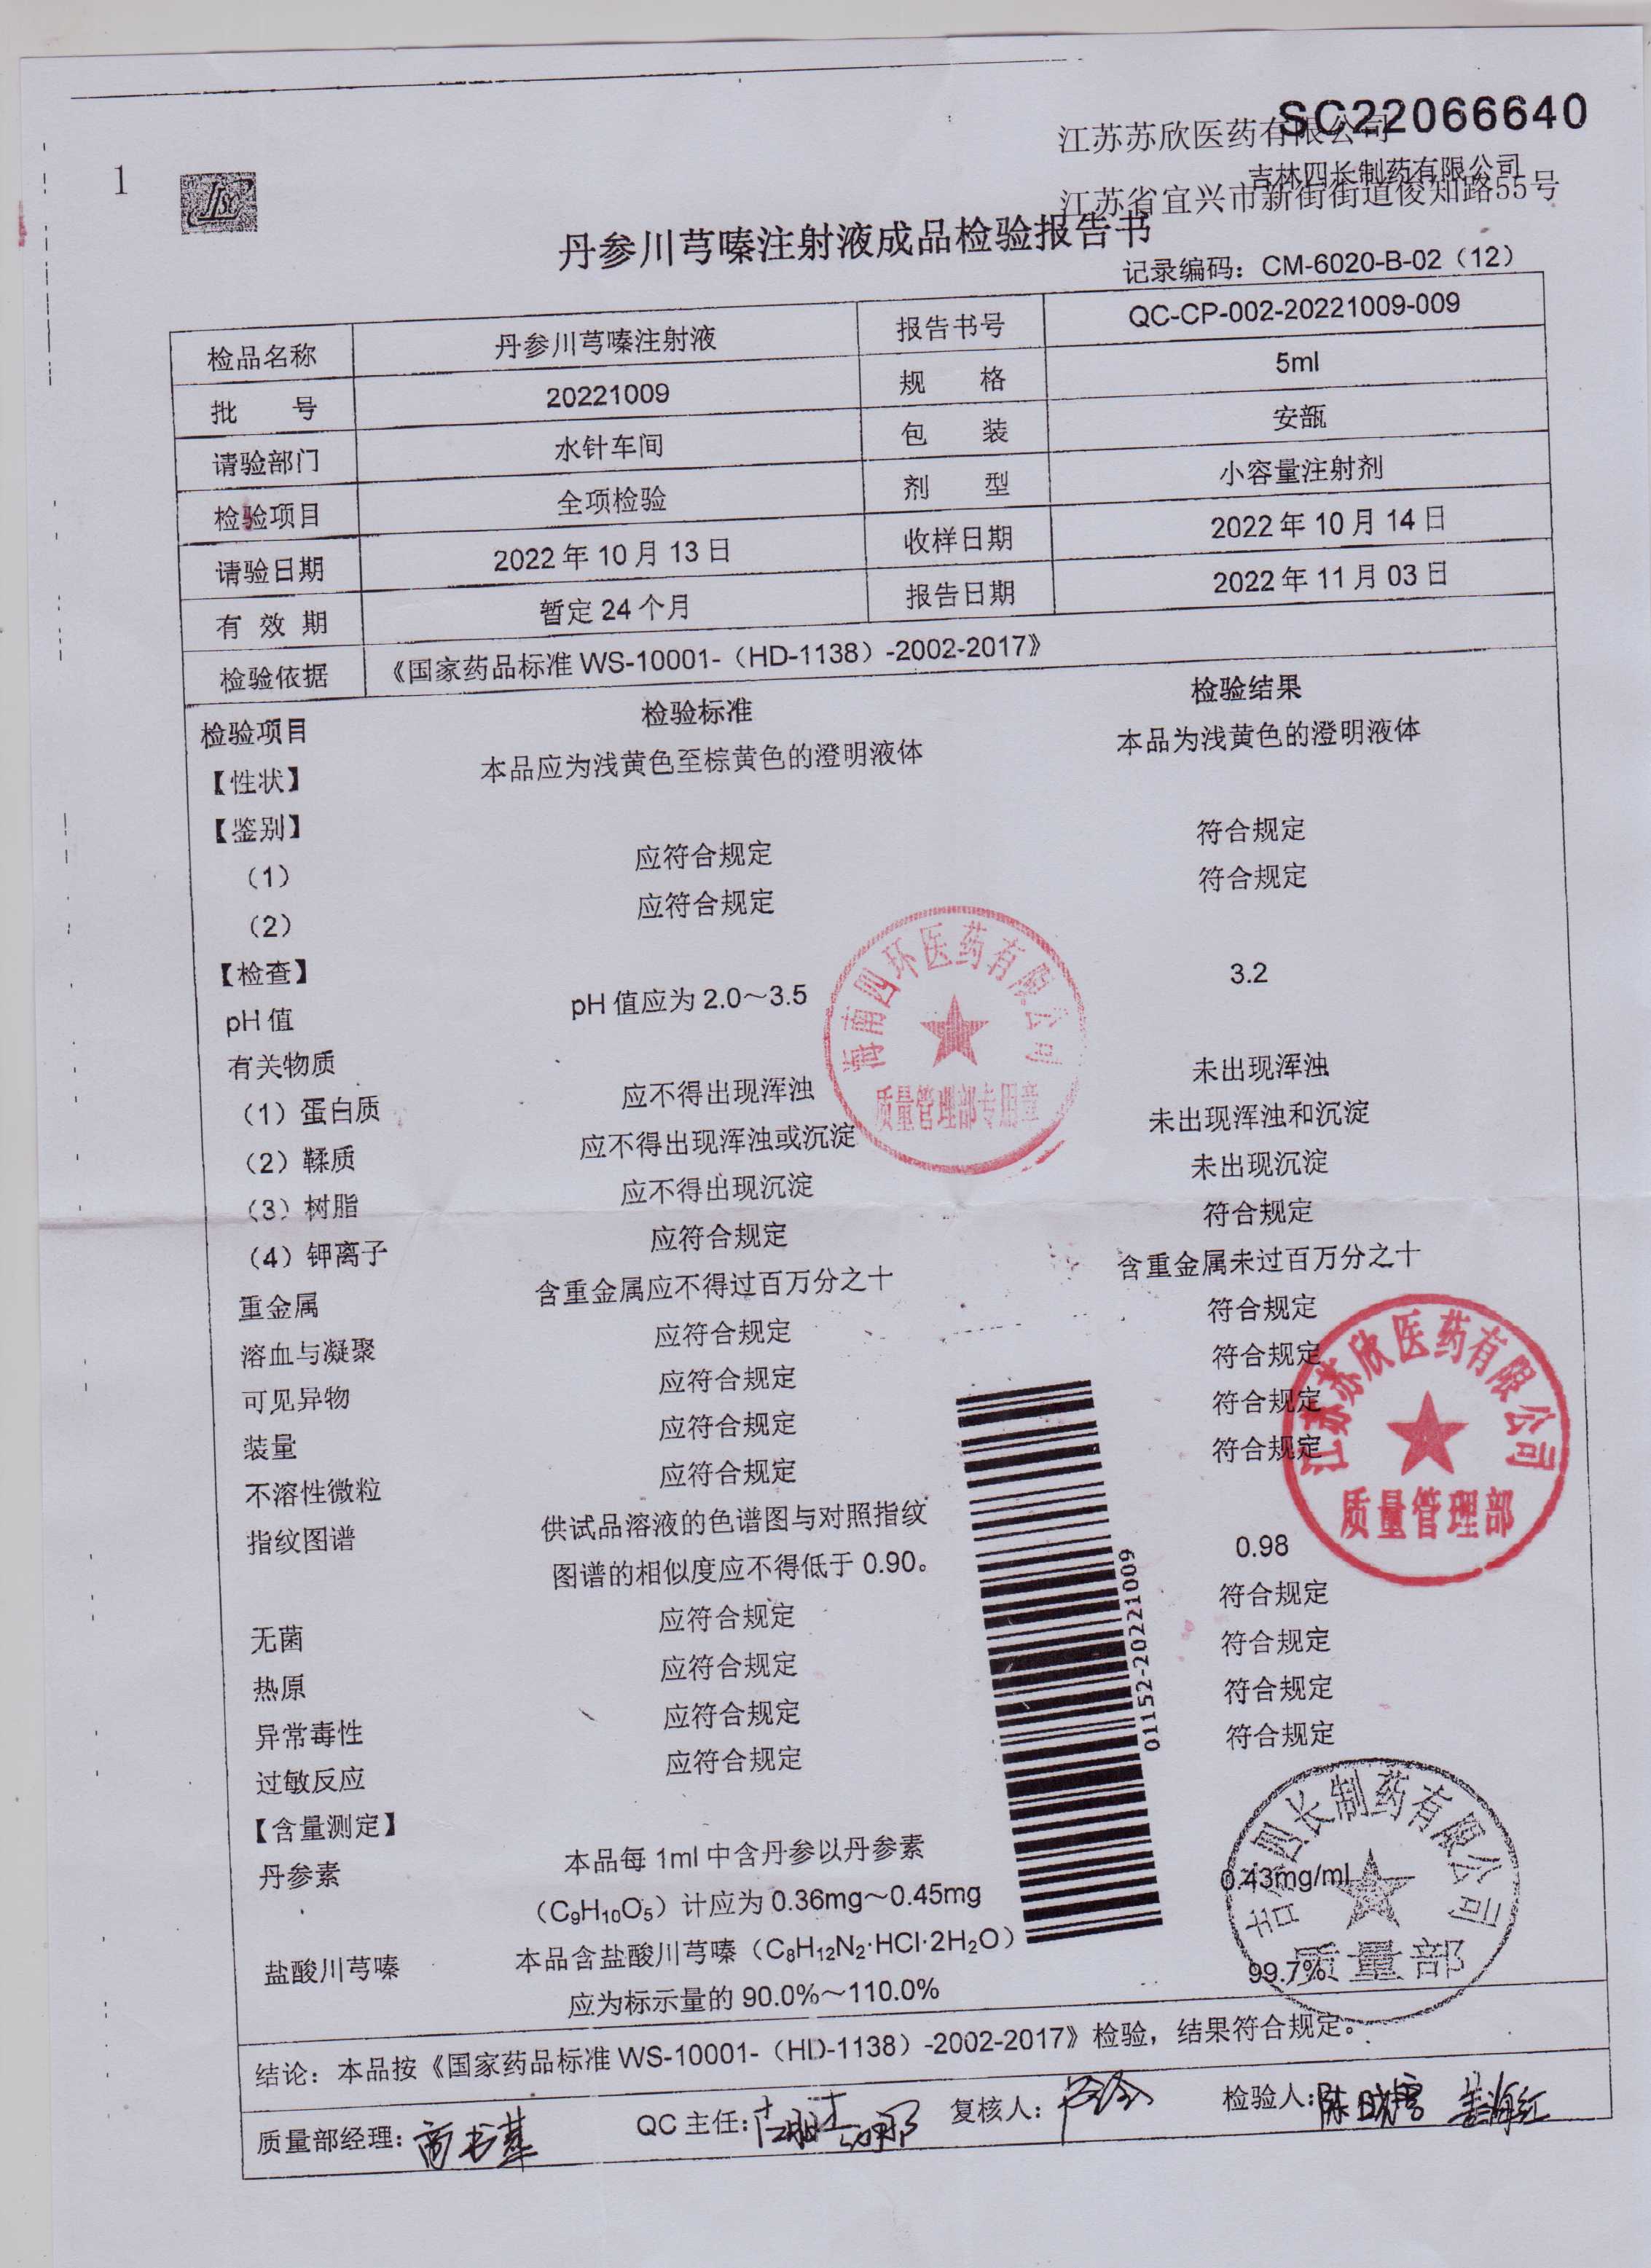 SC22066640
江苏苏欣医药有限公司
吉林四长制药有限公司
江苏省宜兴市新街街道俊知路55号
1
丹参川芎嗪注射液成品检验报告书
记录编码：CM-6020-B-02（12）
检品名称 丹参川芎嗪注射液 报告书号 QC-CP-002-20221009-009
批 号 20221009 规 格 5ml
请验部门 水针车间 包 装 安瓿
检验项目 全项检验 剂 型 小容量注射剂
请验日期 2022年10月13日 收样日期 2022年10月14日
有 效 期 暂定24个月 报告日期 2022年11月03日
检验依据 《国家药品标准WS-10001-（HD-1138）-2002-2017》
检验项目 检验标准 检验结果
【性状】 本品应为浅黄色至棕黄色的澄明液体 本品为浅黄色的澄明液体
【鉴别】
（1） 应符合规定 符合规定
（2） 应符合规定 符合规定
【检查】
pH值 pH值应为2.0～3.5 3.2
有关物质
（1）蛋白质 应不得出现浑浊 未出现浑浊
（2）鞣质 应不得出现浑浊或沉淀 未出现浑浊和沉淀
（3）树脂 应不得出现沉淀 未出现沉淀
（4）钾离子 应符合规定 符合规定
重金属 含重金属应不得过百万分之十 含重金属未过百万分之十
溶血与凝聚 应符合规定 符合规定
可见异物 应符合规定 符合规定
装量 应符合规定 符合规定
不溶性微粒 应符合规定 符合规定
指纹图谱 供试品溶液的色谱图与对照指纹
图谱的相似度应不得低于0.90。 0.98
无菌 应符合规定 符合规定
热原 应符合规定 符合规定
异常毒性 应符合规定 符合规定
过敏反应 应符合规定 符合规定
【含量测定】
丹参素 本品每1ml中含丹参以丹参素
（C₉H₁₀O₅）计应为0.36mg～0.45mg 0.43mg/ml
盐酸川芎嗪 本品含盐酸川芎嗪（C₈H₁₂N₂·HCl·2H₂O）
应为标示量的90.0%～110.0% 99.7%
结论：本品按《国家药品标准WS-10001-（HD-1138）-2002-2017》检验，结果符合规定。
质量部经理： QC主任： 复核人： 检验人：
海南四环医药有限公司
质量管理部专用章
江苏苏欣医药有限公司
质量管理部
吉林四长制药有限公司
质量部
01152-20221009